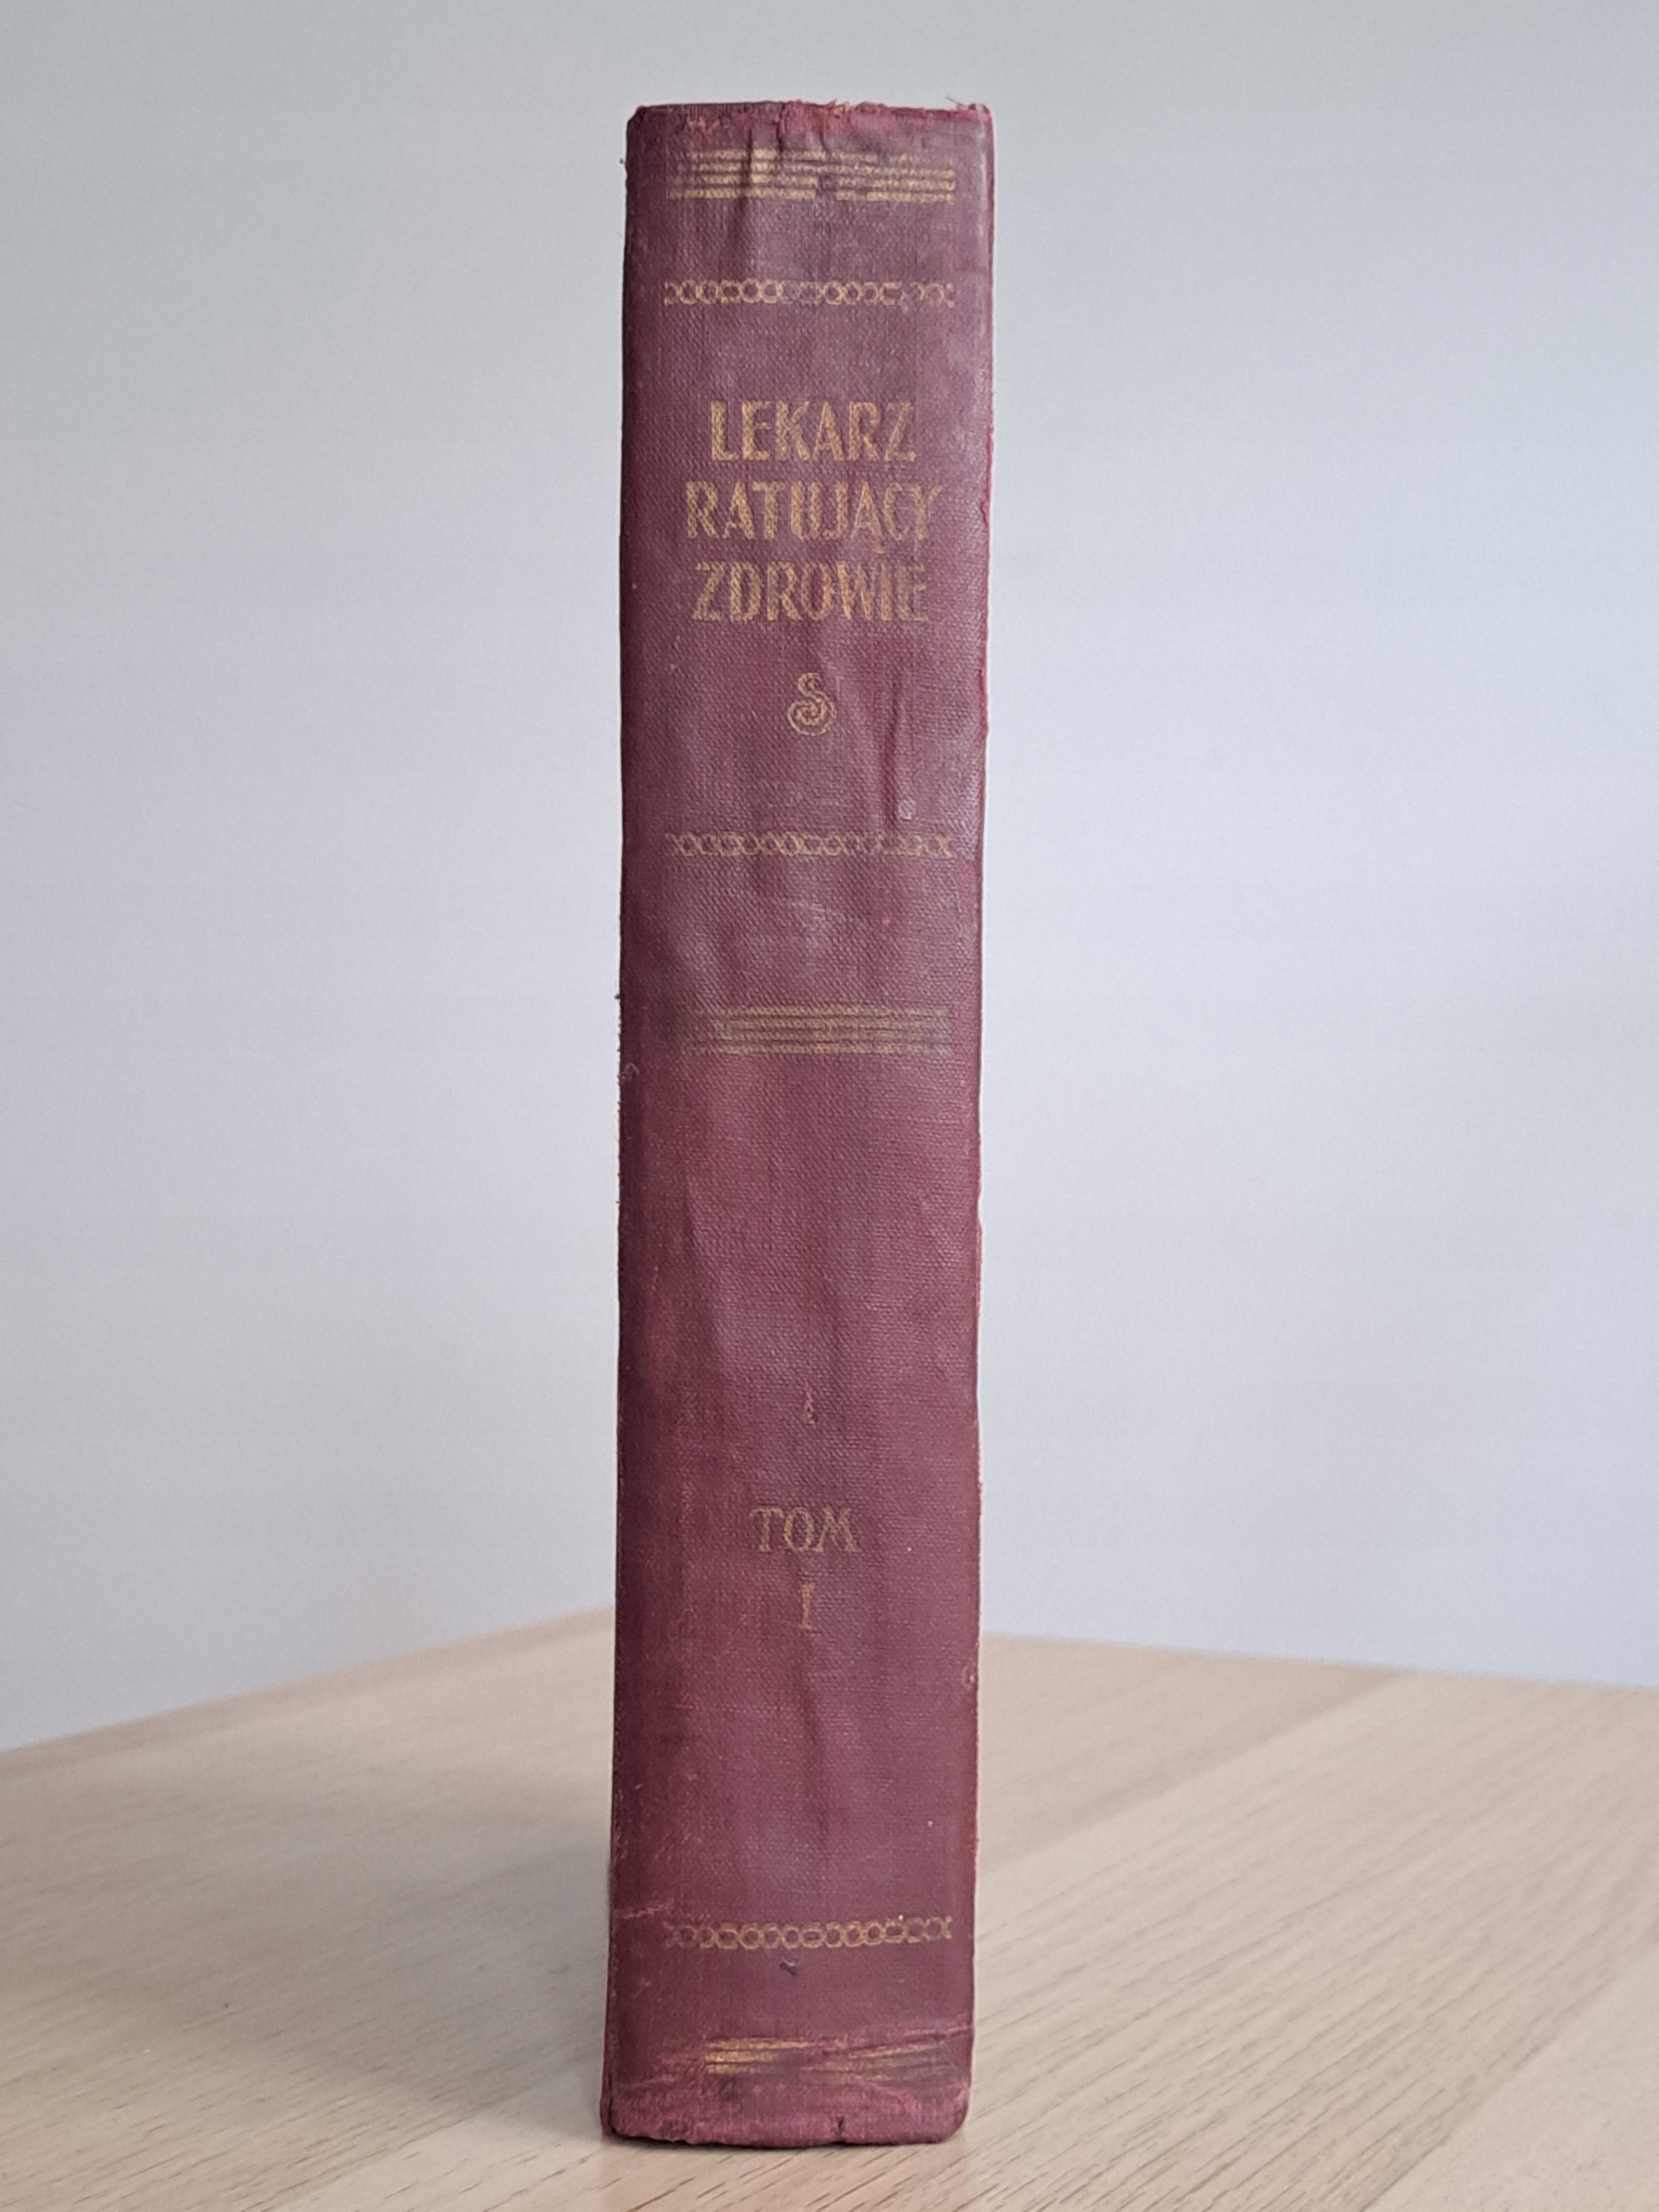 LEKARZ
RATUJĄCY
ZDROWIE
TOM
I